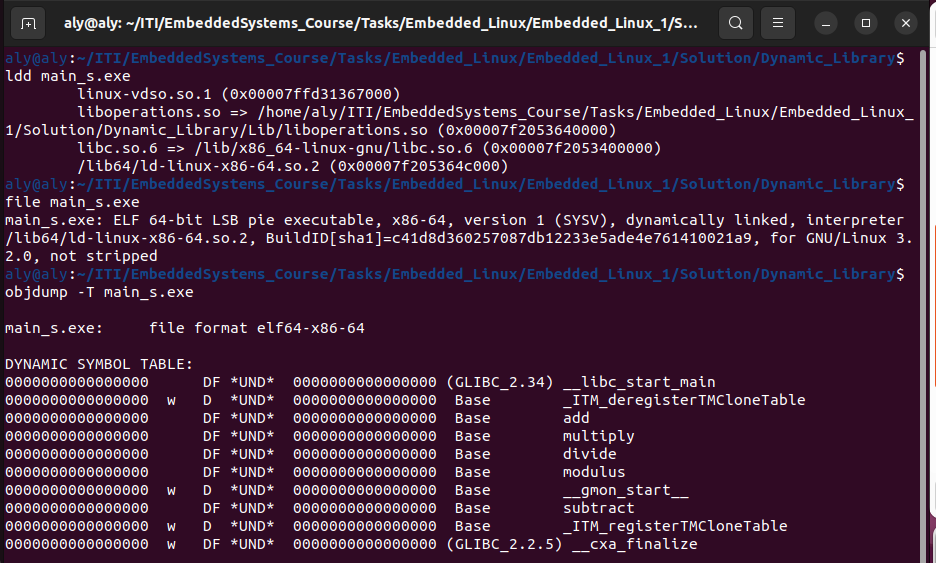 aly@aly: ~/ITI/EmbeddedSystems_Course/Tasks/Embedded_Linux/Embedded_Linux_1/S...
aly@aly:~/ITI/EmbeddedSystems_Course/Tasks/Embedded_Linux/Embedded_Linux_1/Solution/Dynamic_Library$
ldd main_s.exe
linux-vdso.so.1 (0x00007ffd31367000)
liboperations.so => /home/aly/ITI/EmbeddedSystems_Course/Tasks/Embedded_Linux/Embedded_Linux_
1/Solution/Dynamic_Library/Lib/liboperations.so (0x00007f2053640000)
libc.so.6 => /lib/x86_64-linux-gnu/libc.so.6 (0x00007f2053400000)
/lib64/ld-linux-x86-64.so.2 (0x00007f205364c000)
aly@aly:~/ITI/EmbeddedSystems_Course/Tasks/Embedded_Linux/Embedded_Linux_1/Solution/Dynamic_Library$
file main_s.exe
main_s.exe: ELF 64-bit LSB pie executable, x86-64, version 1 (SYSV), dynamically linked, interpreter
/lib64/ld-linux-x86-64.so.2, BuildID[sha1]=c41d8d360257087db12233e5ade4e761410021a9, for GNU/Linux 3.
2.0, not stripped
aly@aly:~/ITI/EmbeddedSystems_Course/Tasks/Embedded_Linux/Embedded_Linux_1/Solution/Dynamic_Library$
objdump -T main_s.exe
main_s.exe:     file format elf64-x86-64
DYNAMIC SYMBOL TABLE:
0000000000000000      DF *UND*  0000000000000000 (GLIBC_2.34) __libc_start_main
0000000000000000  w   D  *UND*  0000000000000000  Base        _ITM_deregisterTMCloneTable
0000000000000000      DF *UND*  0000000000000000  Base        add
0000000000000000      DF *UND*  0000000000000000  Base        multiply
0000000000000000      DF *UND*  0000000000000000  Base        divide
0000000000000000      DF *UND*  0000000000000000  Base        modulus
0000000000000000  w   D  *UND*  0000000000000000  Base        __gmon_start__
0000000000000000      DF *UND*  0000000000000000  Base        subtract
0000000000000000  w   D  *UND*  0000000000000000  Base        _ITM_registerTMCloneTable
0000000000000000  w   DF *UND*  0000000000000000 (GLIBC_2.2.5) __cxa_finalize